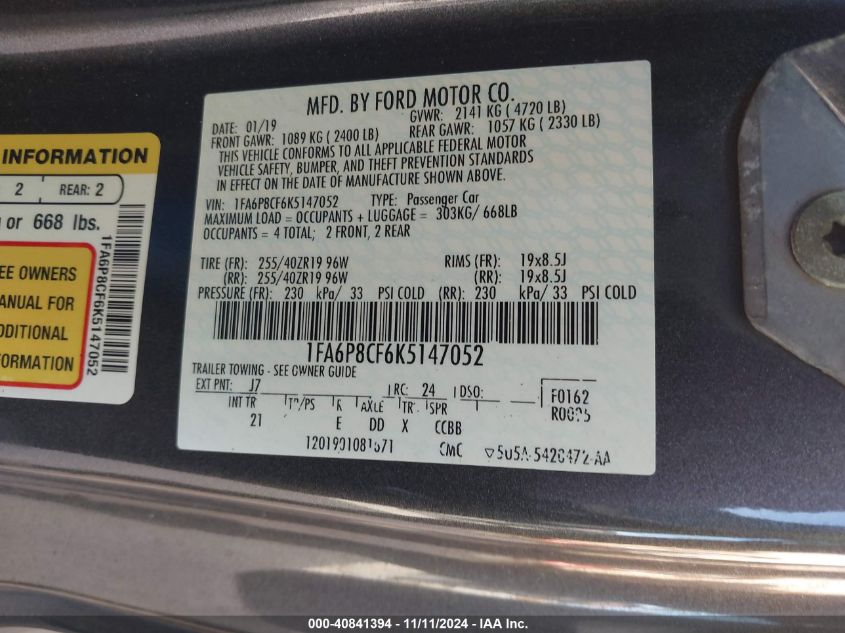 INFORMATION
2 REAR: 2
or 668 lbs.
EE OWNERS
ANUAL FOR
DDITIONAL
FORMATION
1FA6P8CF6K5147052
MFD. BY FORD MOTOR CO.
DATE: 01/19 GVWR: 2141 KG ( 4720 LB)
FRONT GAWR: 1089 KG ( 2400 LB) REAR GAWR: 1057 KG ( 2330 LB)
THIS VEHICLE CONFORMS TO ALL APPLICABLE FEDERAL MOTOR
VEHICLE SAFETY, BUMPER, AND THEFT PREVENTION STANDARDS
IN EFFECT ON THE DATE OF MANUFACTURE SHOWN ABOVE.
VIN: 1FA6P8CF6K5147052 TYPE: Passenger Car
MAXIMUM LOAD = OCCUPANTS + LUGGAGE = 303KG/ 668LB
OCCUPANTS = 4 TOTAL; 2 FRONT, 2 REAR
TIRE (FR): 255/40ZR19 96W RIMS (FR): 19x8.5J
(RR): 255/40ZR19 96W (RR): 19x8.5J
PRESSURE (FR): 230 kPa/ 33 PSI COLD (RR): 230 kPa/ 33 PSI COLD
1FA6P8CF6K5147052
TRAILER TOWING - SEE OWNER GUIDE
EXT PNT: J7 RC: 24 DSO: F0162
INT TR TP/PS R AXLE TR SPR
21 E DD X CCBB
CMC
000-40841394 - 11/11/2024 - IAA Inc.